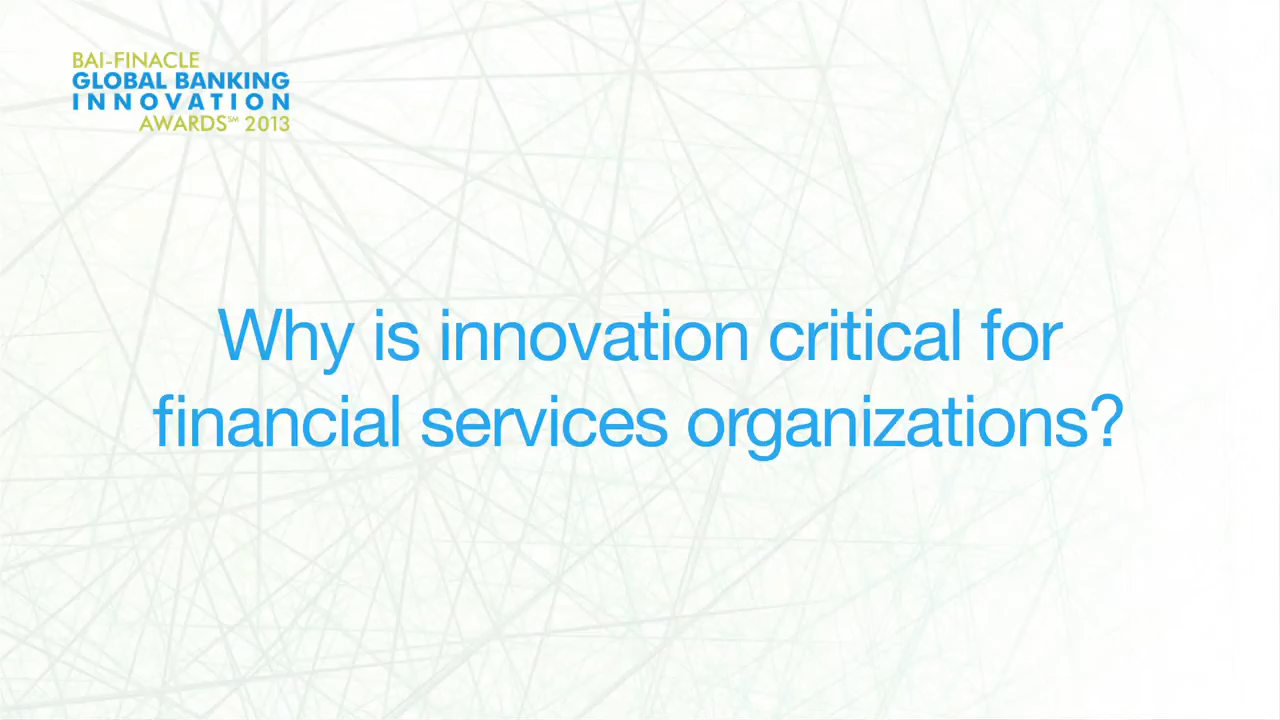 BAI-FINACLE
GLOBAL BANKING
INNOVATION
AWARDS℠ 2013
Why is innovation critical for
financial services organizations?